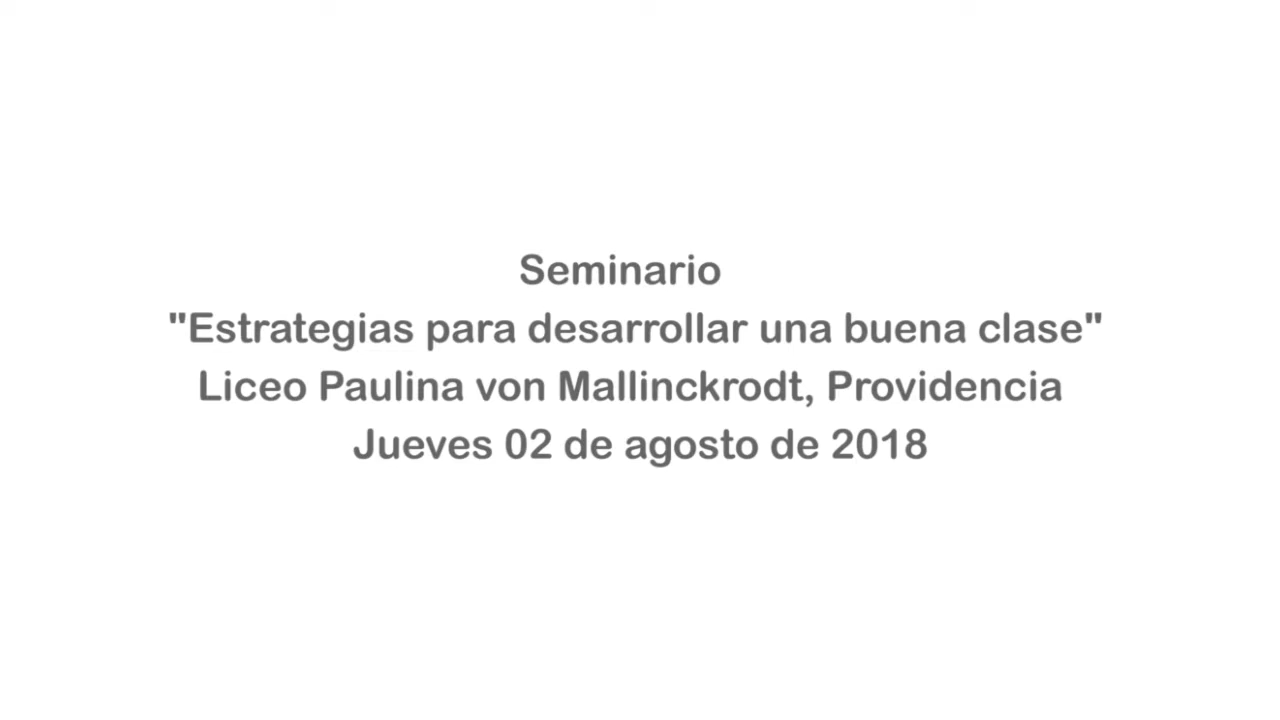 Seminario
"Estrategias para desarrollar una buena clase"
Liceo Paulina von Mallinckrodt, Providencia
Jueves 02 de agosto de 2018